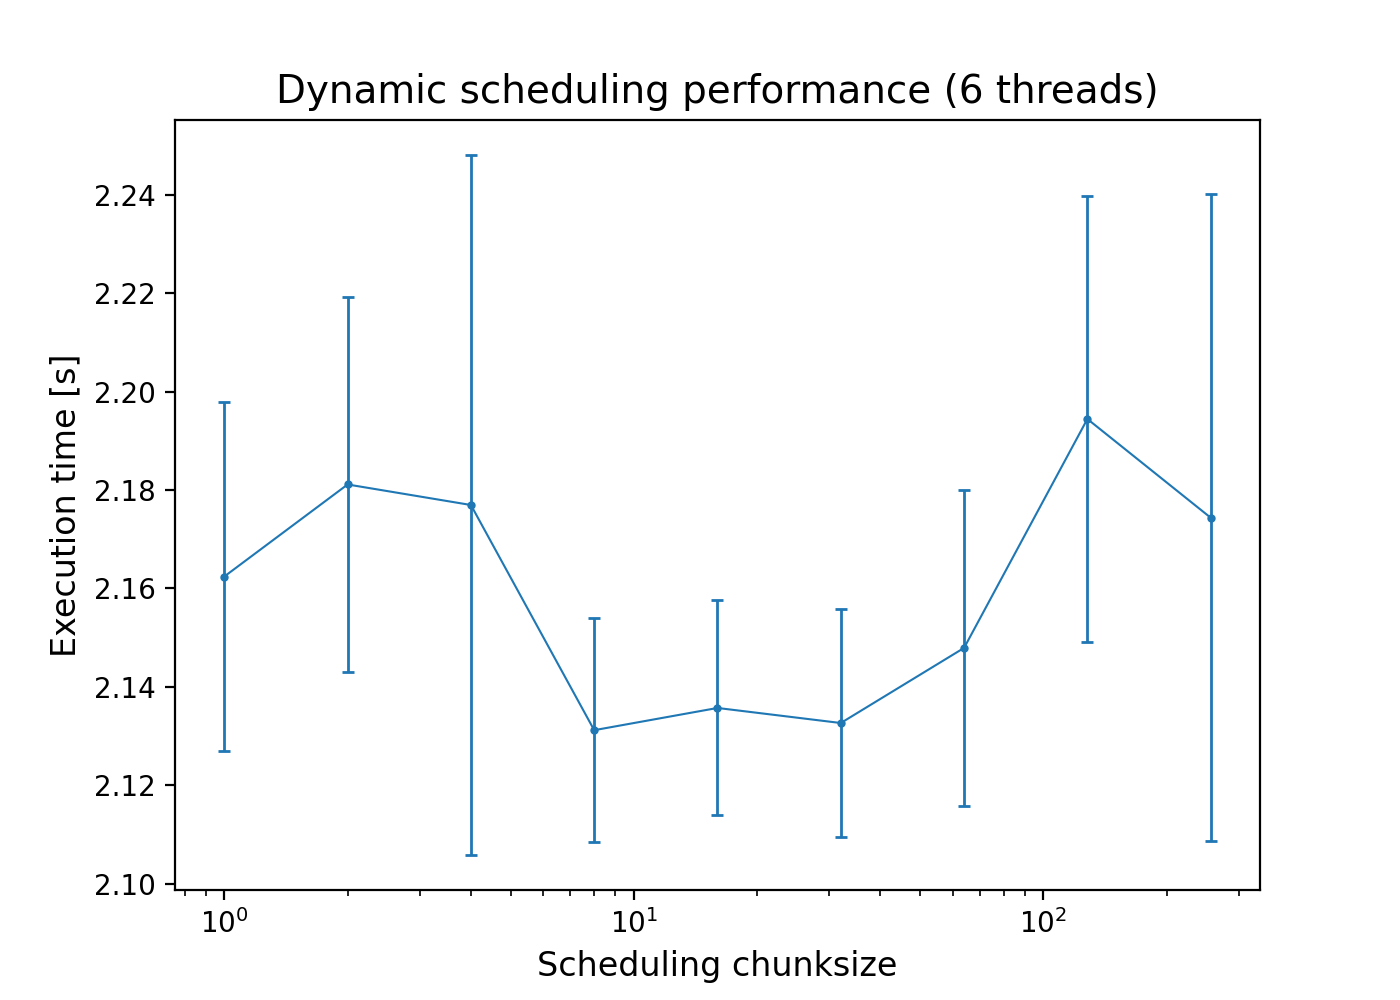 Dynamic scheduling performance (6 threads)
Execution time [s]
2.24
2.22
2.20
2.18
2.16
2.14
2.12
2.10
10⁰ 10¹ 10²
Scheduling chunksize